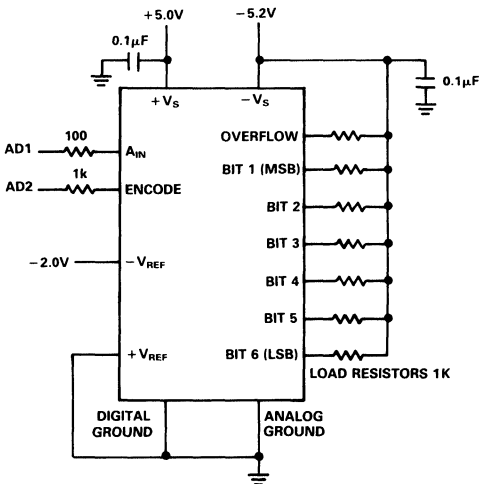 +5.0V
−5.2V
0.1μF
0.1μF
+VS
−VS
OVERFLOW
100
AD1
AIN
BIT 1 (MSB)
1k
AD2
ENCODE
BIT 2
BIT 3
−2.0V
−VREF
BIT 4
BIT 5
+VREF
BIT 6 (LSB)
LOAD RESISTORS 1K
DIGITAL
GROUND
ANALOG
GROUND